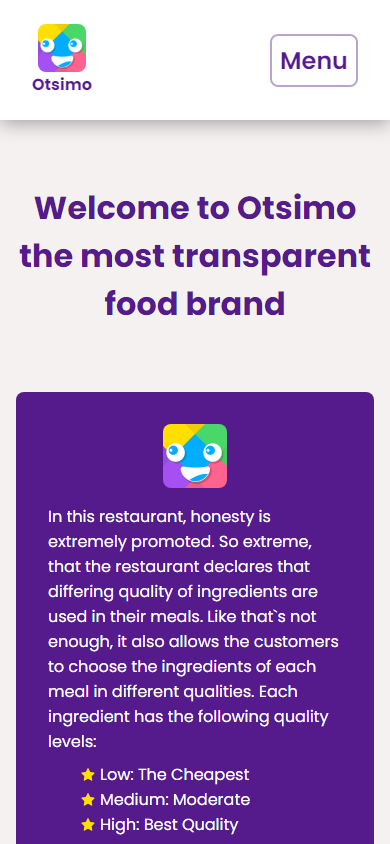 Otsimo
Menu
Welcome to Otsimo
the most transparent
food brand
In this restaurant, honesty is
extremely promoted. So extreme,
that the restaurant declares that
differing quality of ingredients are
used in their meals. Like that`s not
enough, it also allows the customers
to choose the ingredients of each
meal in different qualities. Each
ingredient has the following quality
levels:
Low: The Cheapest
Medium: Moderate
High: Best Quality